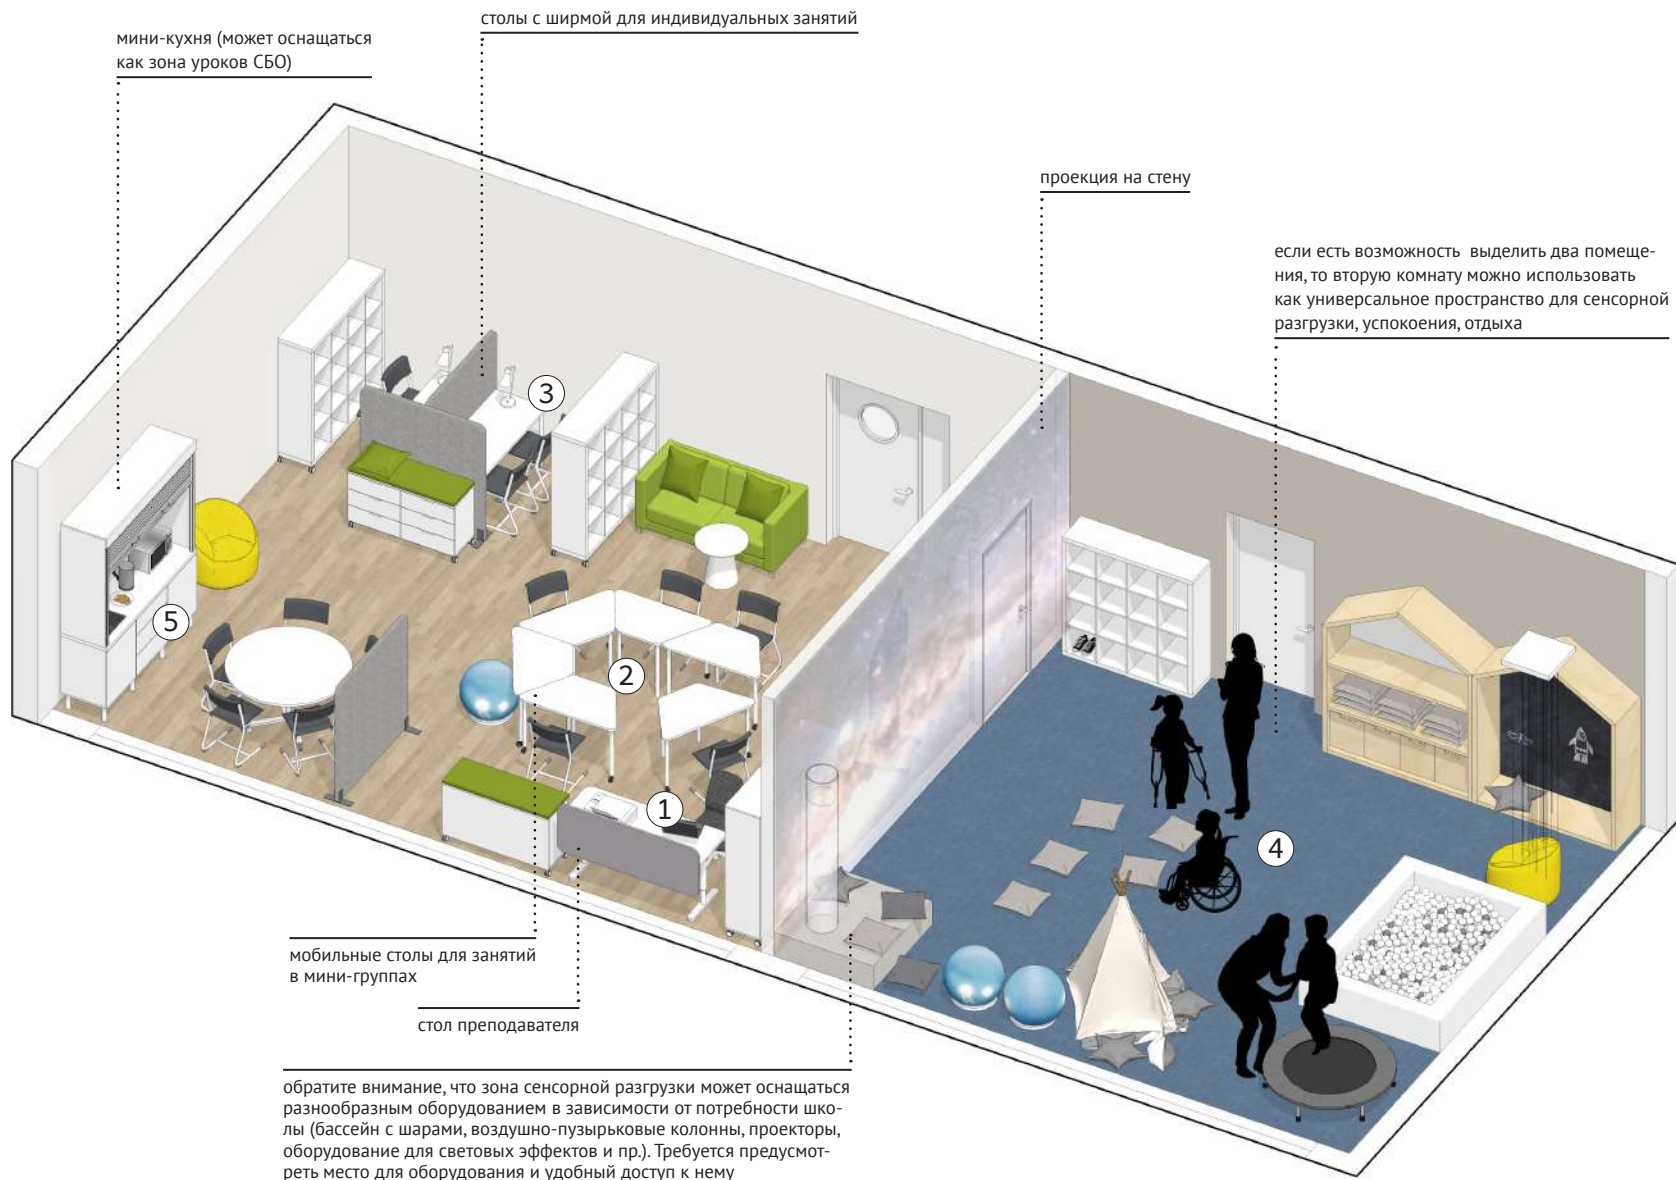 столы с ширмой для индивидуальных занятий
мини-кухня (может оснащаться
как зона уроков СБО)
проекция на стену
если есть возможность  выделить два помеще-
ния, то вторую комнату можно использовать
как универсальное пространство для сенсорной
разгрузки, успокоения, отдыха
3
5
2
1
4
мобильные столы для занятий
в мини-группах
стол преподавателя
обратите внимание, что зона сенсорной разгрузки может оснащаться
разнообразным оборудованием в зависимости от потребности шко-
лы (бассейн с шарами, воздушно-пузырьковые колонны, проекторы,
оборудование для световых эффектов и пр.). Требуется предусмот-
реть место для оборудования и удобный доступ к нему